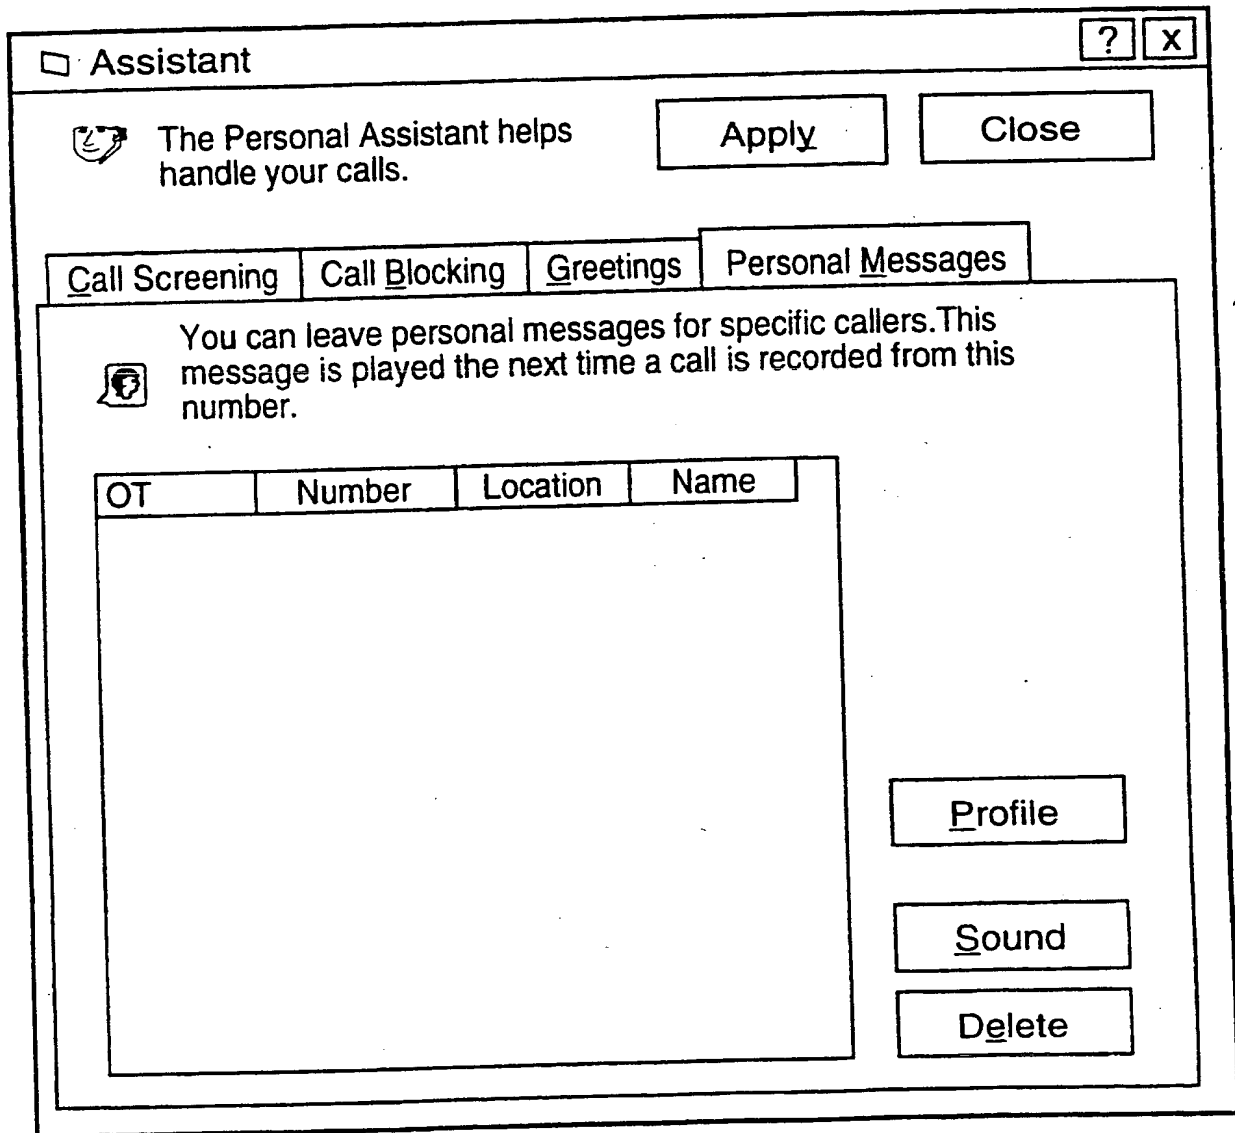 Assistant
? X
The Personal Assistant helps
handle your calls.
Apply
Close
Call Screening
Call Blocking
Greetings
Personal Messages
You can leave personal messages for specific callers.This
message is played the next time a call is recorded from this
number.
OT
Number
Location
Name
Profile
Sound
Delete